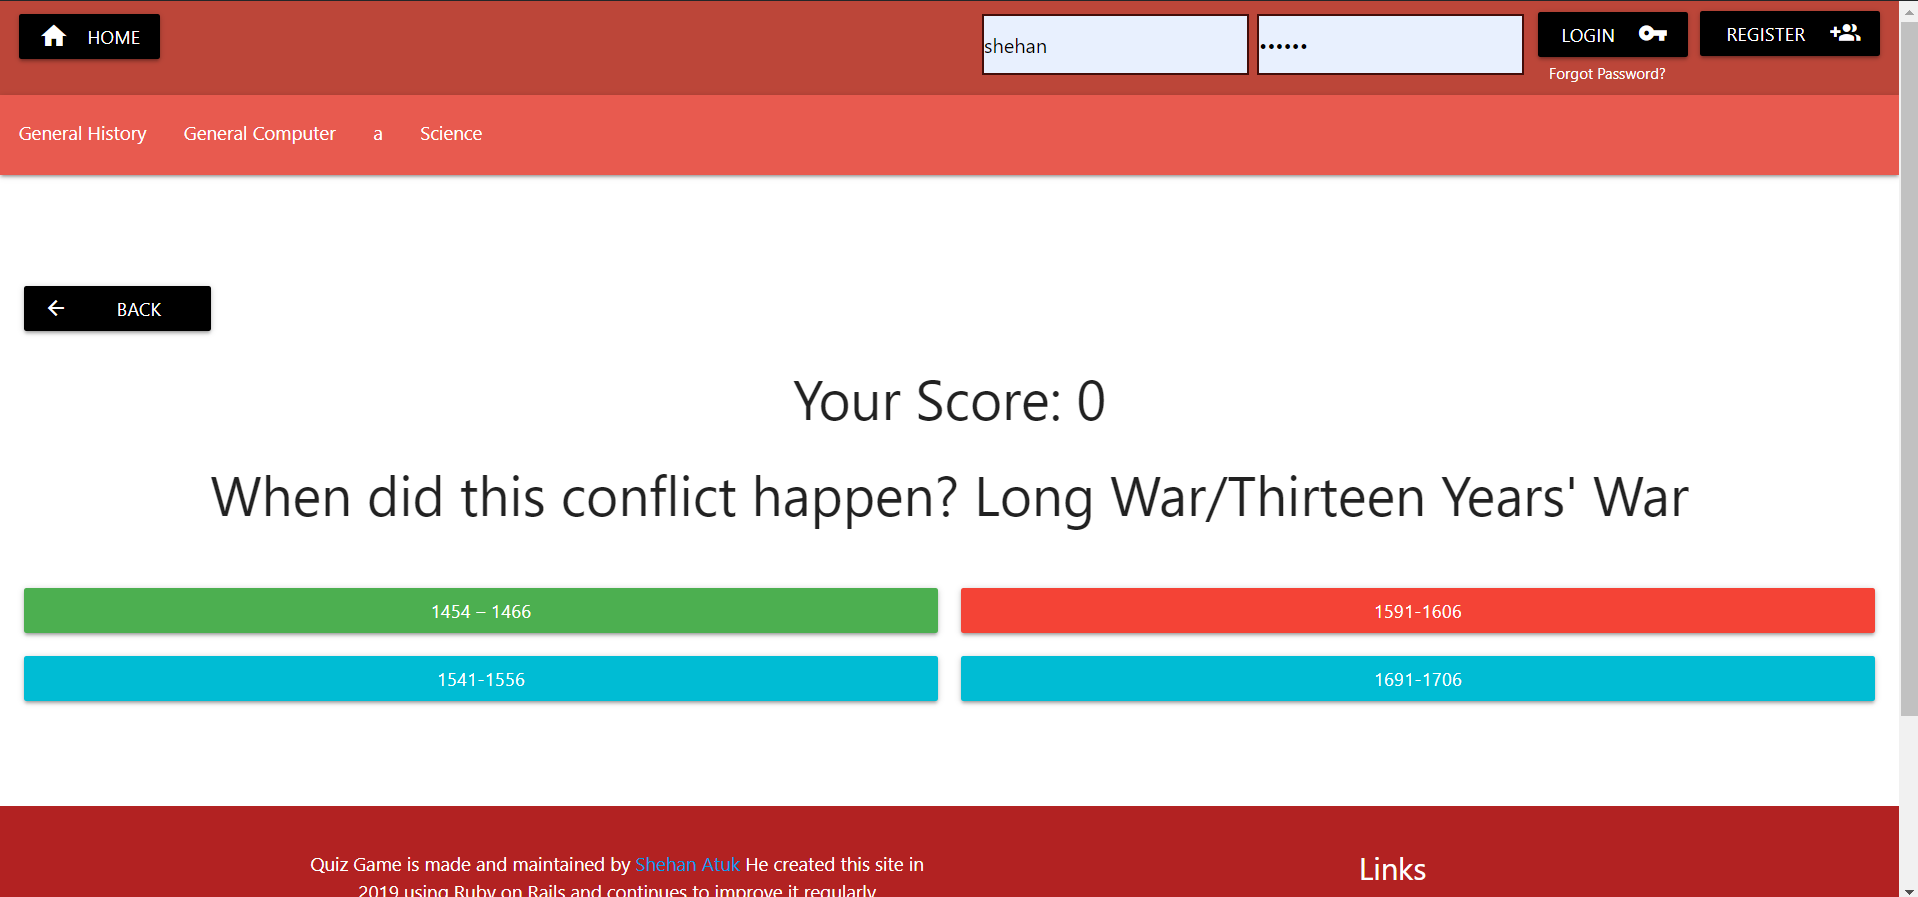 HOME
shehan
••••••
LOGIN
REGISTER
Forgot Password?
General History
General Computer
a
Science
BACK
Your Score: 0
When did this conflict happen? Long War/Thirteen Years' War
1454 – 1466
1591-1606
1541-1556
1691-1706
Quiz Game is made and maintained by Shehan Atuk He created this site in
2019 using Ruby on Rails and continues to improve it regularly
Links